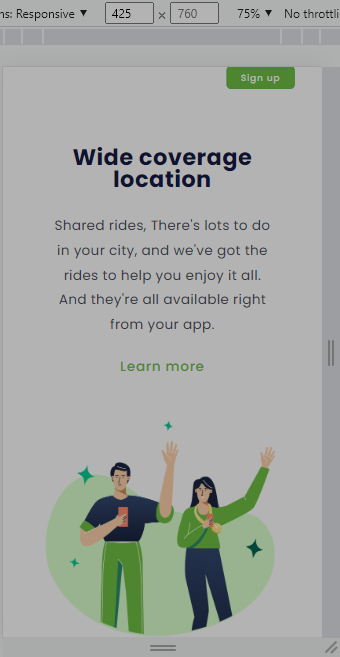 ns: Responsive ▼ 425 × 760 75% ▼ No throttli
Sign up
Wide coverage
location
Shared rides, There's lots to do
in your city, and we've got the
rides to help you enjoy it all.
And they're all available right
from your app.
Learn more